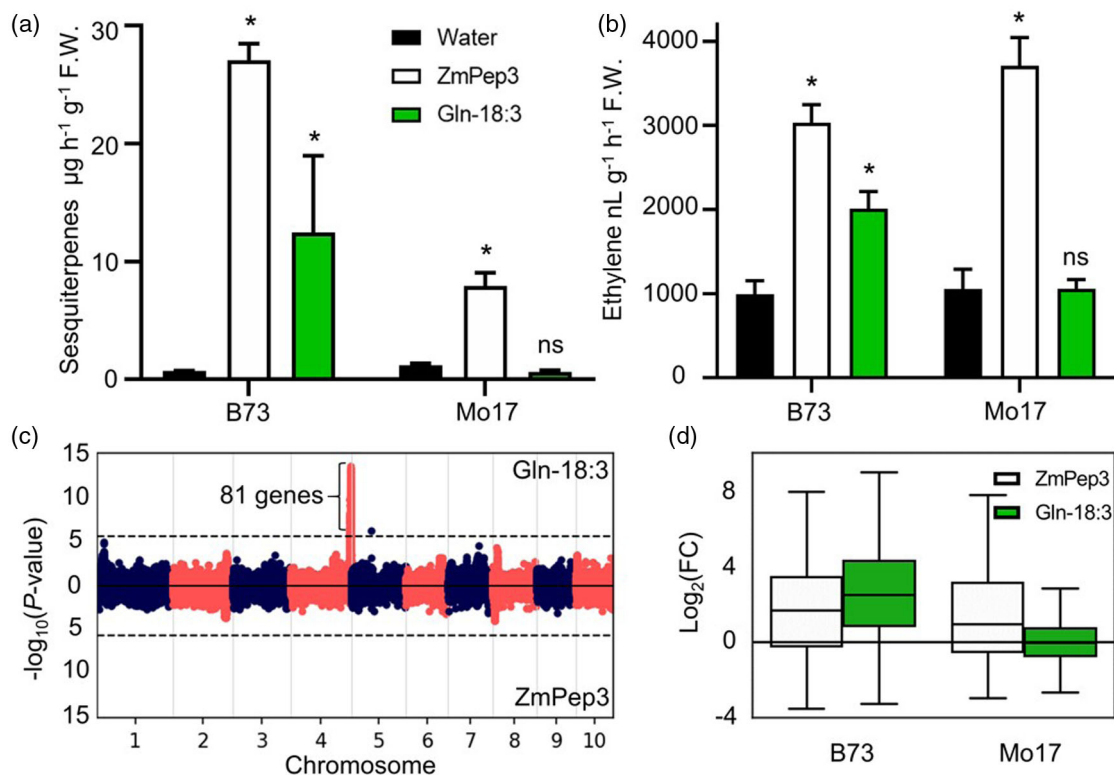 (a)
Sesquiterpenes µg h⁻¹ g⁻¹ F.W.
30
20
10
0
*
*
*
ns
Water
ZmPep3
Gln-18:3
B73
Mo17
(b)
Ethylene nL g⁻¹ h⁻¹ F.W.
4000
3000
2000
1000
0
*
*
*
ns
B73
Mo17
(c)
-log₁₀(P-value)
15
10
5
0
5
10
15
81 genes
Gln-18:3
ZmPep3
1 2 3 4 5 6 7 8 9 10
Chromosome
(d)
Log₂(FC)
8
4
0
-4
ZmPep3
Gln-18:3
B73
Mo17